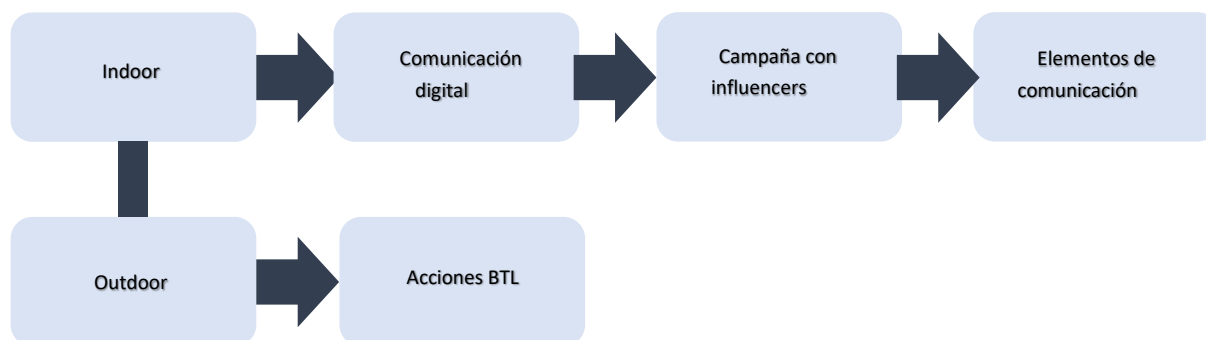 Indoor
Comunicación
digital
Campaña con
influencers
Elementos de
comunicación
Outdoor
Acciones BTL